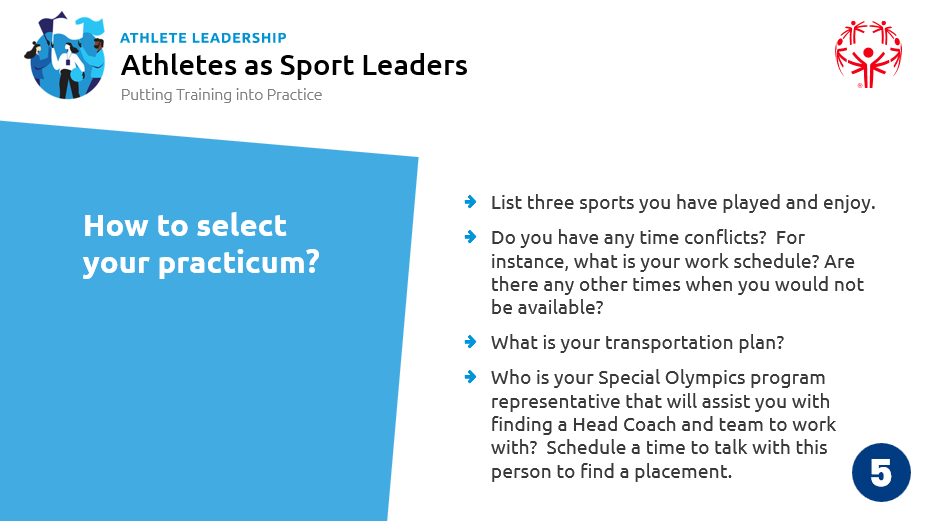 ATHLETE LEADERSHIP
Athletes as Sport Leaders
Putting Training into Practice
®
How to select
your practicum?
List three sports you have played and enjoy.
Do you have any time conflicts?  For
instance, what is your work schedule? Are
there any other times when you would not
be available?
What is your transportation plan?
Who is your Special Olympics program
representative that will assist you with
finding a Head Coach and team to work
with?  Schedule a time to talk with this
person to find a placement.
5